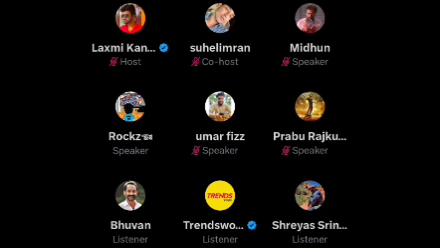 Laxmi Kan... suhelimran Midhun
Host Co-host Speaker
Rockz umar fizz Prabu Rajku...
Speaker Speaker Speaker
TRENDS
Bhuvan Trendswo... Shreyas Srin...
Listener Listener Listener